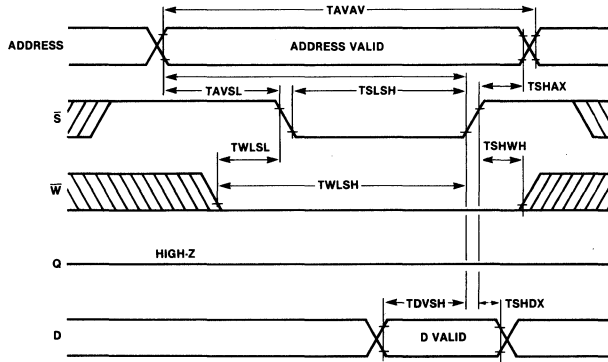 TAVAV
ADDRESS
ADDRESS VALID
TAVSL
TSLSH
TSHAX
S̅
TWLSL
TSHWH
W̅
TWLSH
HIGH-Z
Q
TDVSH
TSHDX
D
D VALID